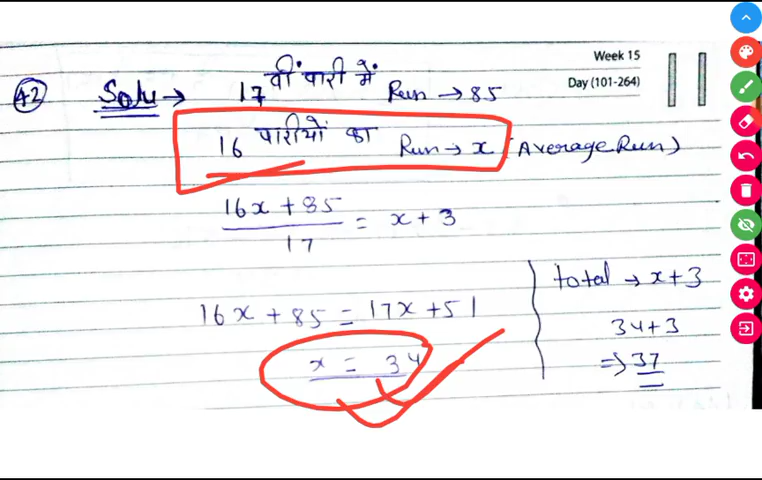 Week 15
Day (101-264)
42 Solu → 17 वीं पारी में Run → 85
16 पारीयों का Run → x (Average Run)
16x + 85 / 17 = x + 3
16x + 85 = 17x + 51
x = 34
total → x + 3
34 + 3
⇒ 37